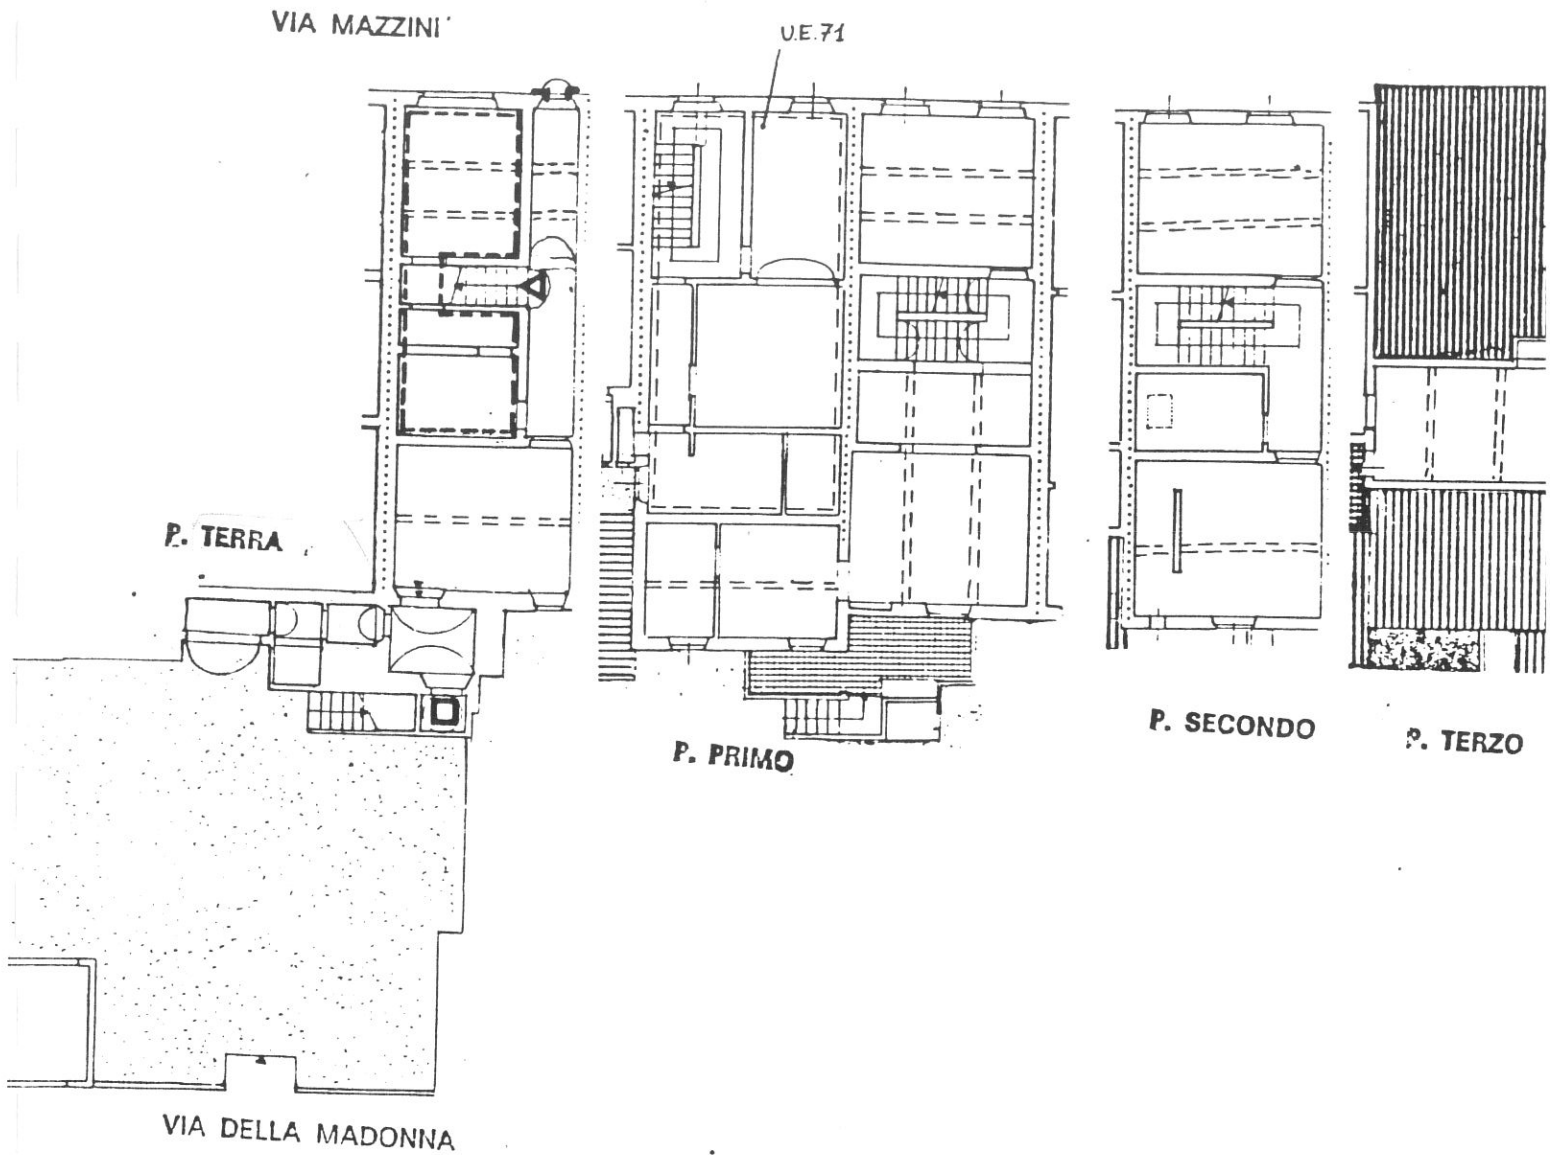 VIA MAZZINI
U.E.71
P. TERRA
P. PRIMO
P. SECONDO
P. TERZO
VIA DELLA MADONNA